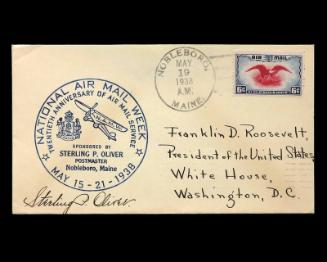 NATIONAL AIR MAIL WEEK
TWENTIETH ANNIVERSARY OF AIR MAIL SERVICE
SPONSORED BY
STERLING P. OLIVER
POSTMASTER
Nobleboro, Maine
MAY 15-21-1938
Sterling P. Oliver
NOBLEBORO,
MAY
19
1938
A.M.
MAINE.
AIR MAIL
6¢ 6¢
Franklin D. Roosevelt,
President of the United States
White House,
Washington, D.C.